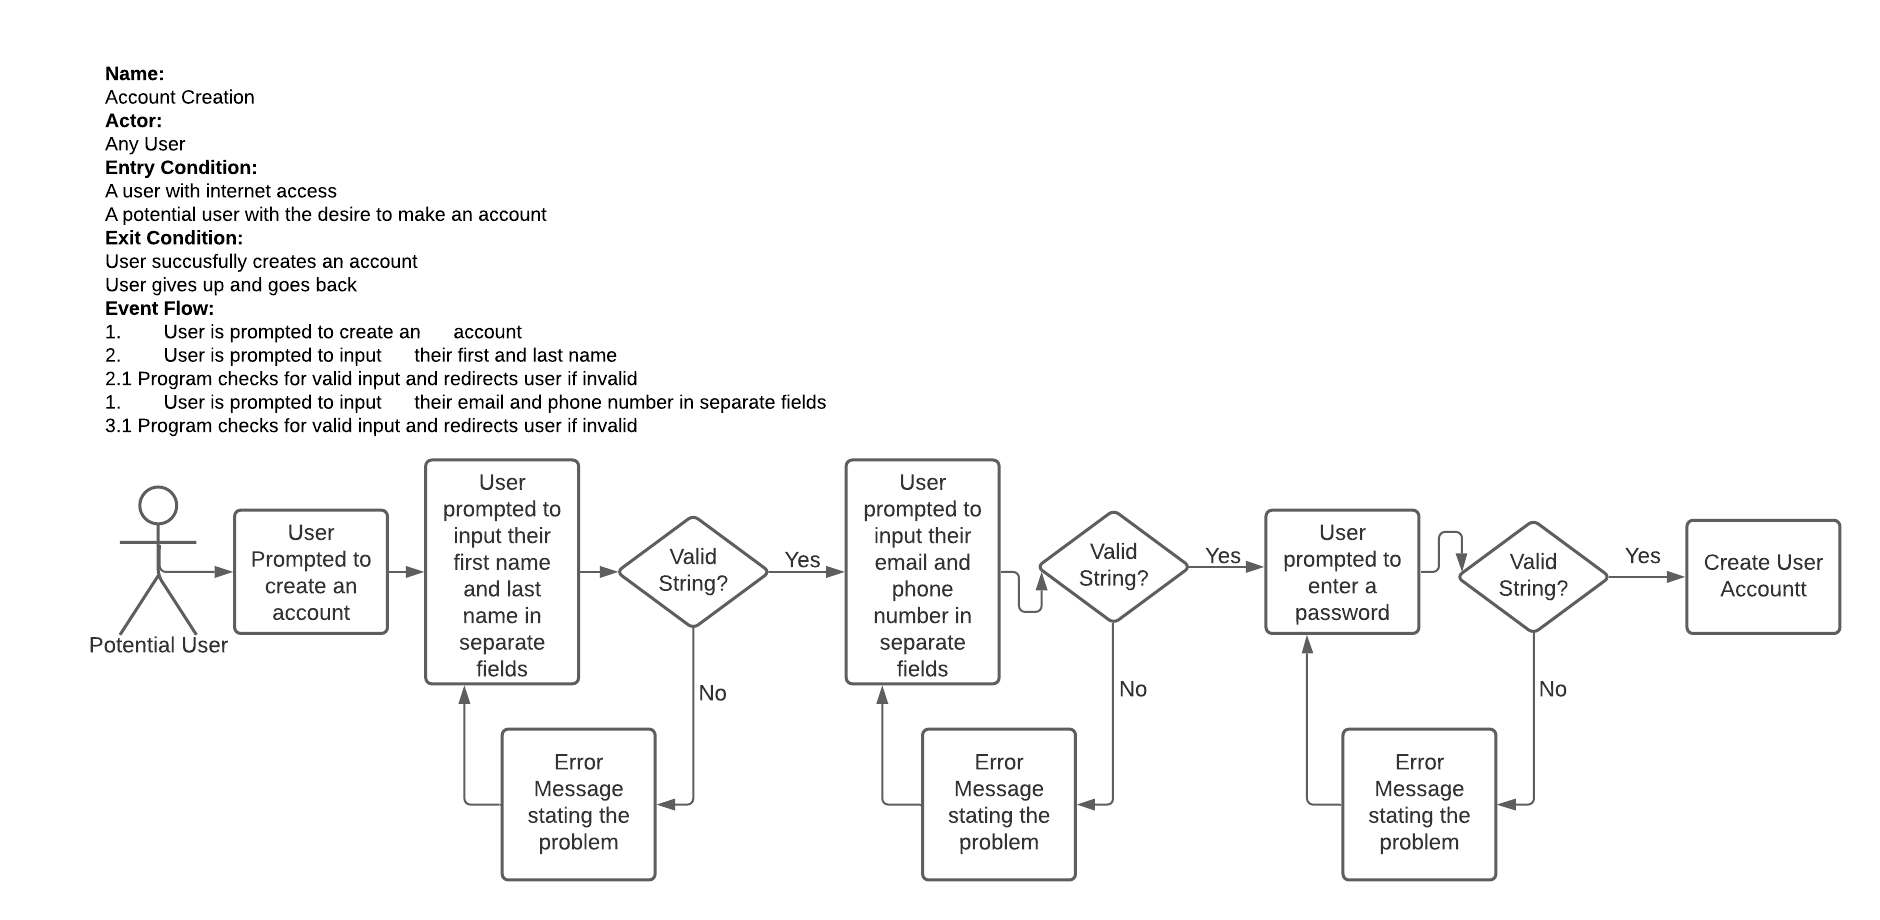 Name:
Account Creation
Actor:
Any User
Entry Condition:
A user with internet access
A potential user with the desire to make an account
Exit Condition:
User succusfully creates an account
User gives up and goes back
Event Flow:
1. User is prompted to create an account
2. User is prompted to input their first and last name
2.1 Program checks for valid input and redirects user if invalid
1. User is prompted to input their email and phone number in separate fields
3.1 Program checks for valid input and redirects user if invalid
Potential User
User
Prompted to
create an
account
User
prompted to
input their
first name
and last
name in
separate
fields
Valid
String?
Yes
No
Error
Message
stating the
problem
User
prompted to
input their
email and
phone
number in
separate
fields
Valid
String?
Yes
No
Error
Message
stating the
problem
User
prompted to
enter a
password
Valid
String?
Yes
No
Error
Message
stating the
problem
Create User
Accountt